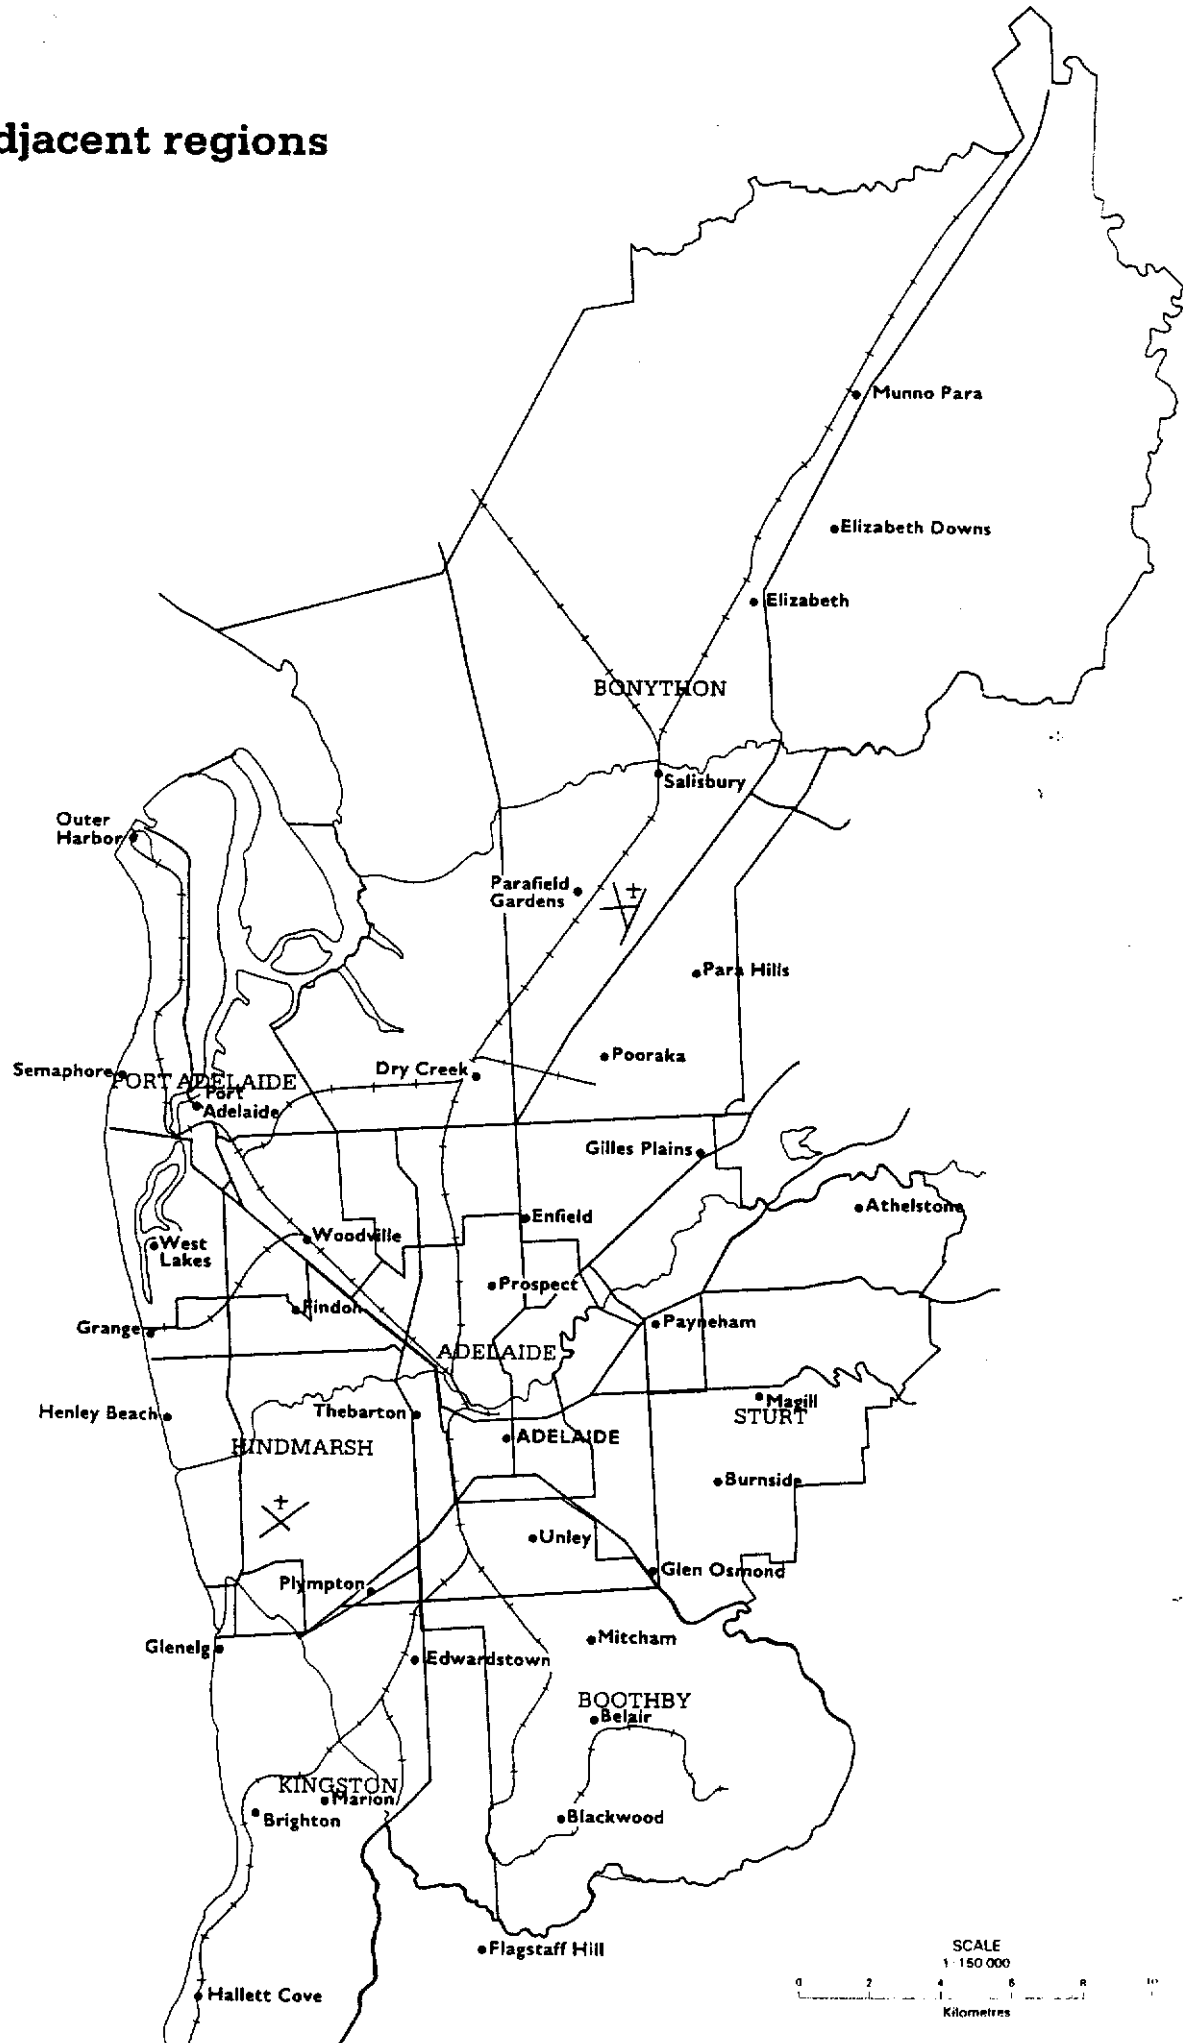 djacent regions
Munno Para
Elizabeth Downs
Elizabeth
BONYTHON
Salisbury
Outer
Harbor
Parafield
Gardens
Para Hills
Pooraka
Semaphore
Dry Creek
PORT ADELAIDE
Port
Adelaide
Gilles Plains
Athelstone
Enfield
Woodville
West
Lakes
Prospect
Findon
Grange
Payneham
ADELAIDE
Magill
STURT
Henley Beach
Thebarton
ADELAIDE
HINDMARSH
Burnside
Unley
Glen Osmond
Plympton
Glenelg
Mitcham
Edwardstown
BOOTHBY
Belair
KINGSTON
Marion
Brighton
Blackwood
Flagstaff Hill
Hallett Cove
SCALE
1:150 000
0 2 4 6 8 10
Kilometres